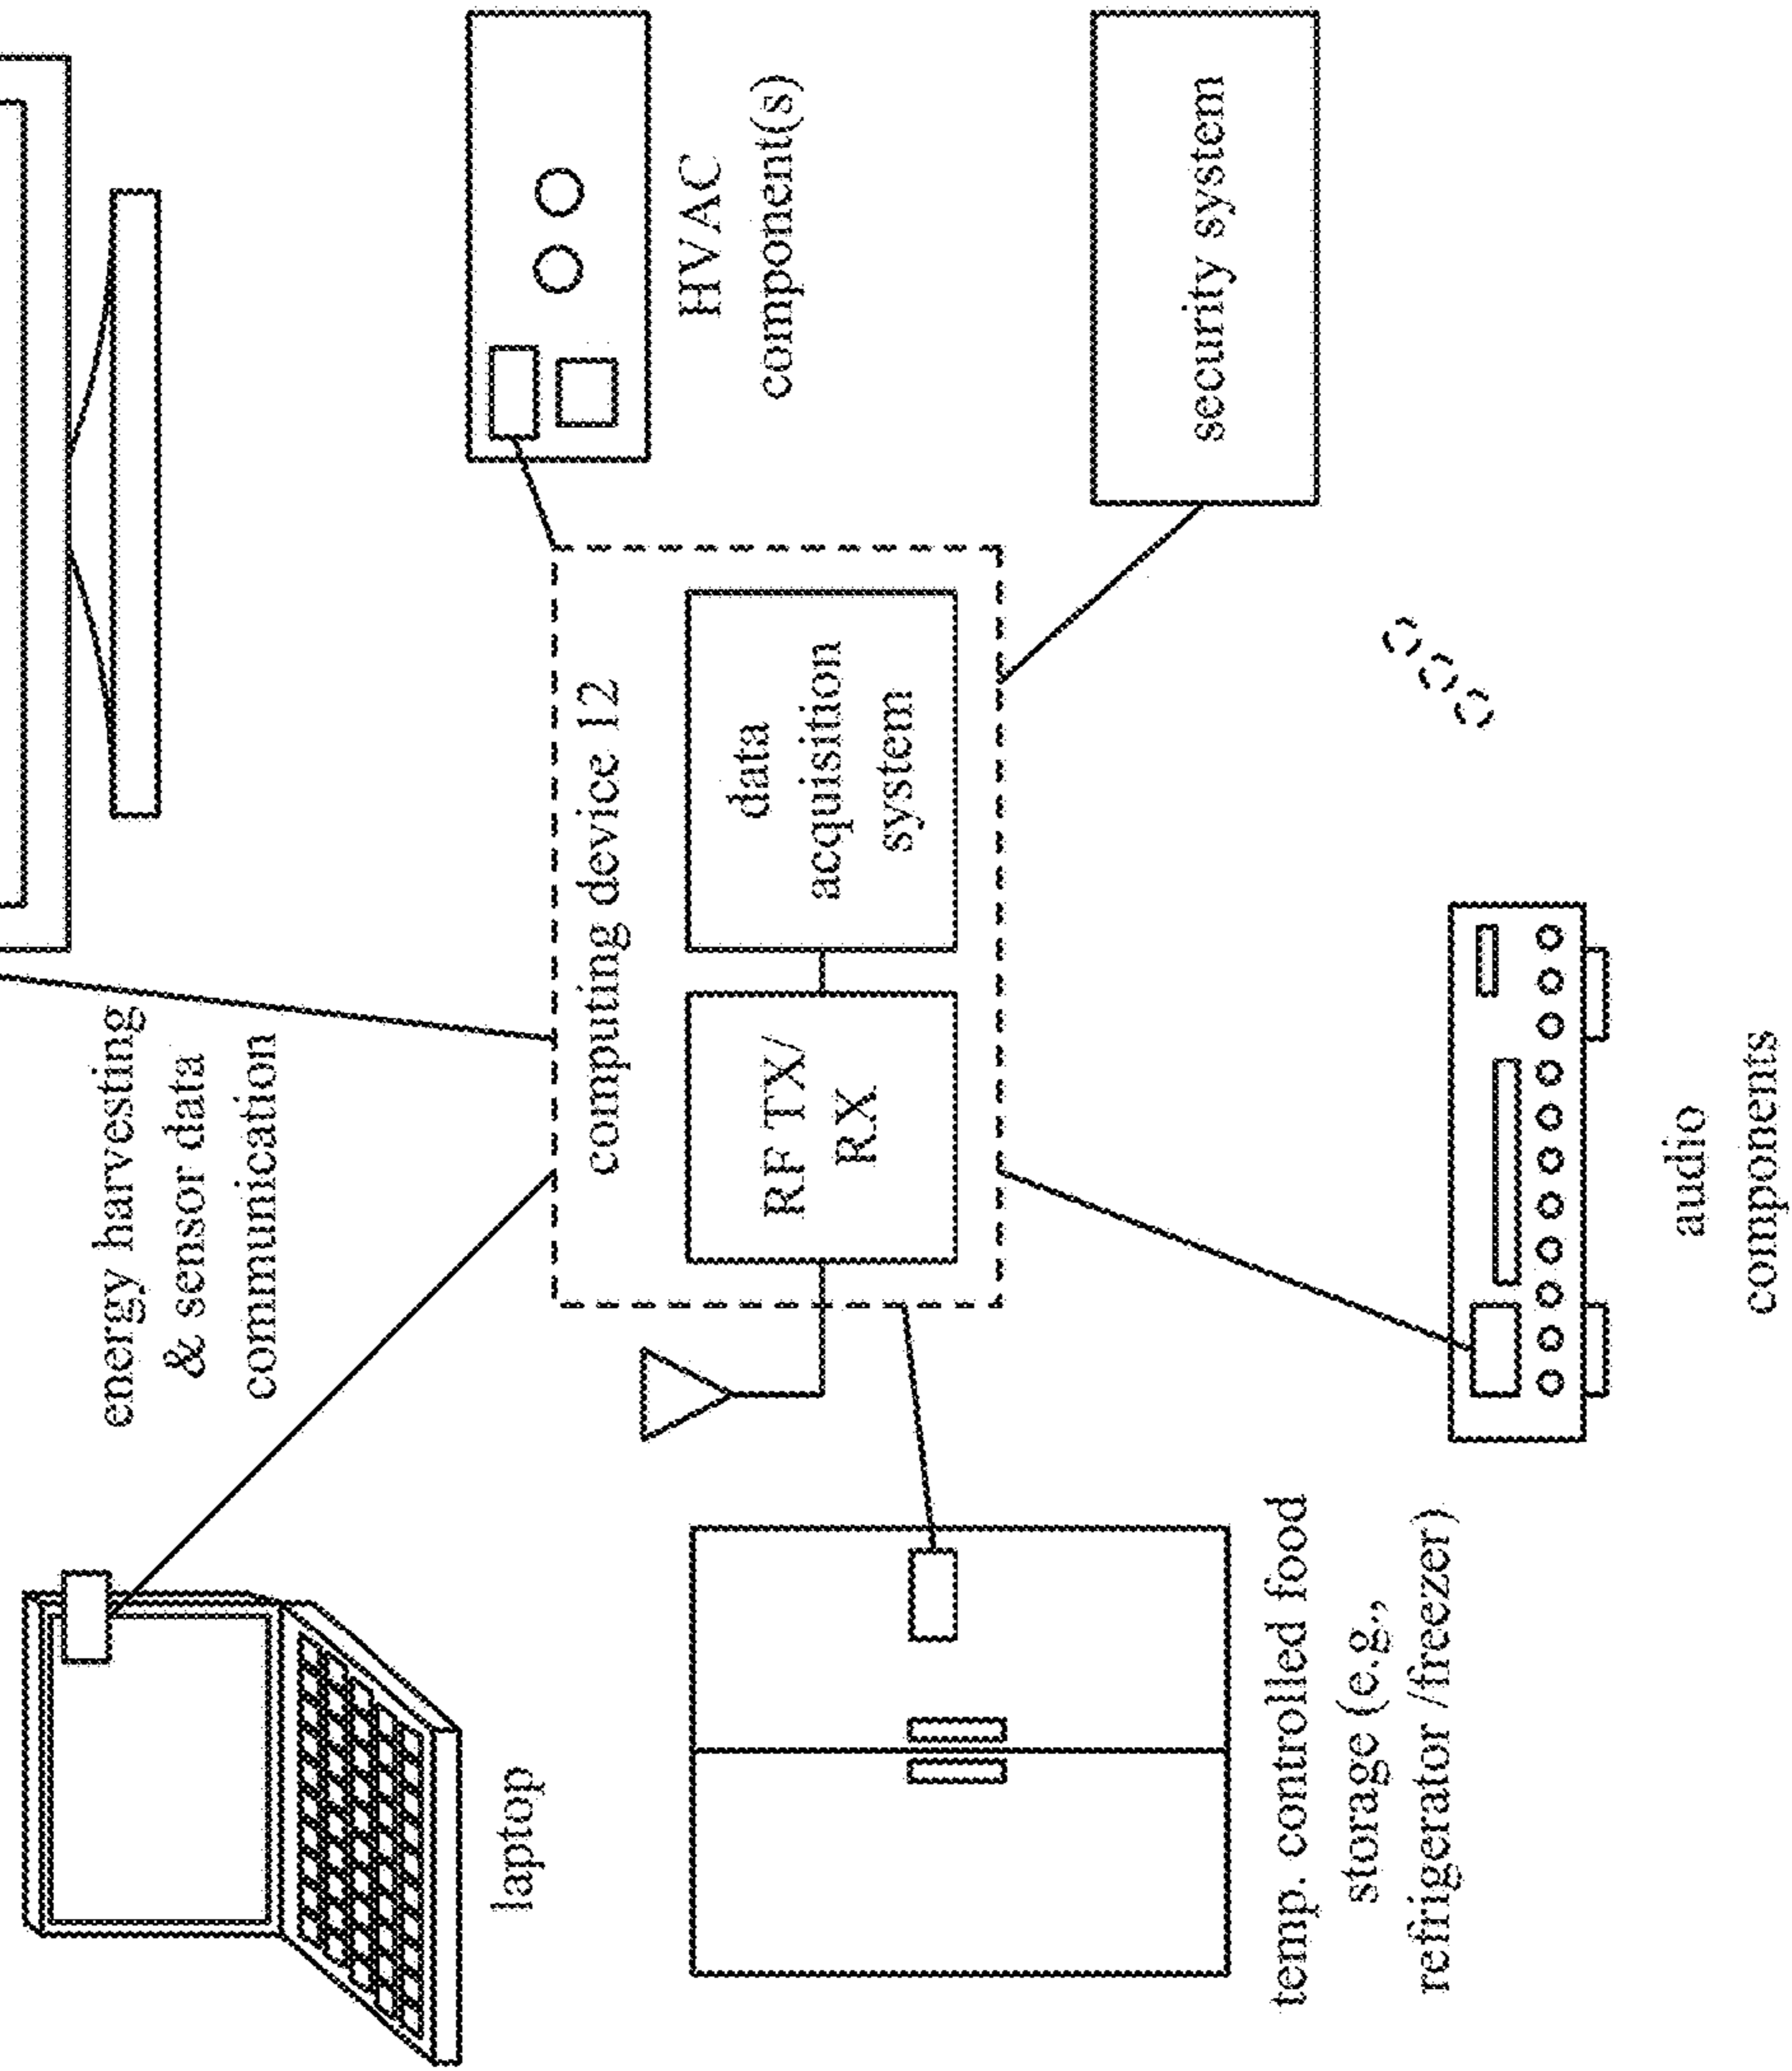 energy harvesting
& sensor data
communication
laptop
HVAC
component(s)
computing device 12
RF TX/
RX
data
acquisition
system
security system
temp. controlled food
storage (e.g.,
refrigerator /freezer)
audio
components